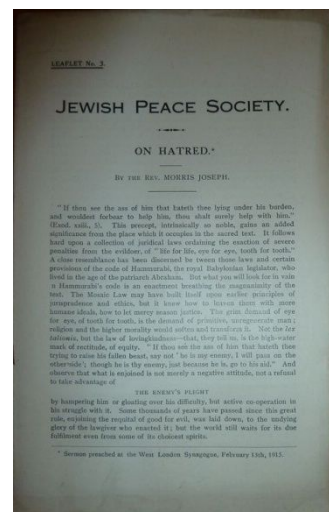 LEAFLET No. 3.
JEWISH PEACE SOCIETY.
ON HATRED.*
BY THE REV. MORRIS JOSEPH.
"If thou see the ass of him that hateth thee lying under his burden,
and wouldest forbear to help him, thou shalt surely help with him,"
(Exod. xxiii., 5). This precept, intrinsically so noble, gains an added
significance from the place which it occupies in the sacred text. It follows
hard upon a collection of juridical laws ordaining the exaction of severe
penalties from the evildoer, of "life for life, eye for eye, tooth for tooth."
A close resemblance has been discerned between those laws and certain
provisions of the code of Hammurabi, the royal Babylonian legislator, who
lived in the age of the patriarch Abraham. But what you will look for in vain
n Hammurabi's code is an enactment breathing the magnanimity of the
text. The Mosaic Law may have built itself upon earlier principles of
jurisprudence and ethics, but it knew how to leaven them with more
humane ideals, how to let mercy season justice. The grim demand of eye
for eye, of tooth for tooth, is the demand of primitive, unregenerate man;
religion and the higher morality would soften and transform it. Not the lex
talionis, but the law of lovingkindness—that, they tell us, is the high-water
mark of rectitude, of equity. "If thou see the ass of him that hateth thee
trying to raise his fallen beast, say not 'he is my enemy, I will pass on the
other side'; though he is thy enemy, just because he is, go to his aid." And
observe that what is enjoined is not merely a negative attitude, not a refusal
to take advantage of
THE ENEMY'S PLIGHT
by hampering him or gloating over his difficulty, but active co-operation in
his struggle with it. Some thousands of years have passed since this great
rule, enjoining the requital of good for evil, was laid down, to the undying
glory of the lawgiver who enacted it; but the world still waits for its due
fulfilment even from some of its choicest spirits.
* Sermon preached at the West London Synagogue, February 13th, 1915.